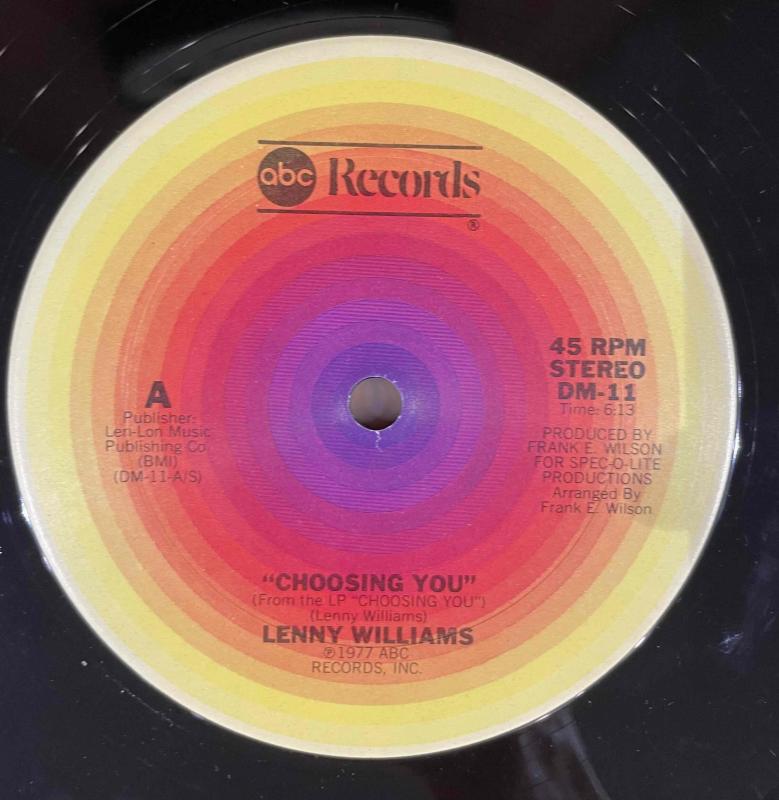 abc Records
®
45 RPM
STEREO
DM-11
Time: 6:13
PRODUCED BY
FRANK E. WILSON
FOR SPEC-O-LITE
PRODUCTIONS
Arranged By
Frank E. Wilson
A
Publisher:
Len-Lon Music
Publishing Co
(BMI)
(DM-11-A/S)
"CHOOSING YOU"
(From the LP "CHOOSING YOU")
(Lenny Williams)
LENNY WILLIAMS
℗1977 ABC
RECORDS, INC.